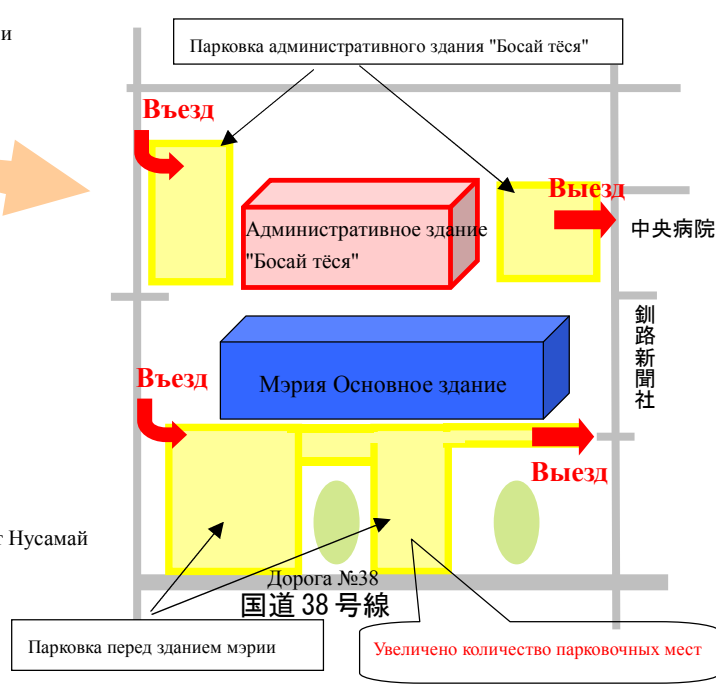 и
Парковка административного здания "Босай тёся"
Въезд
Выезд
Административное здание
"Босай тёся"
中央病院
釧路新聞社
Въезд
Мэрия Основное здание
Выезд
т Нусамай
Дорога №38
国道 38 号線
Парковка перед зданием мэрии
Увеличено количество парковочных мест